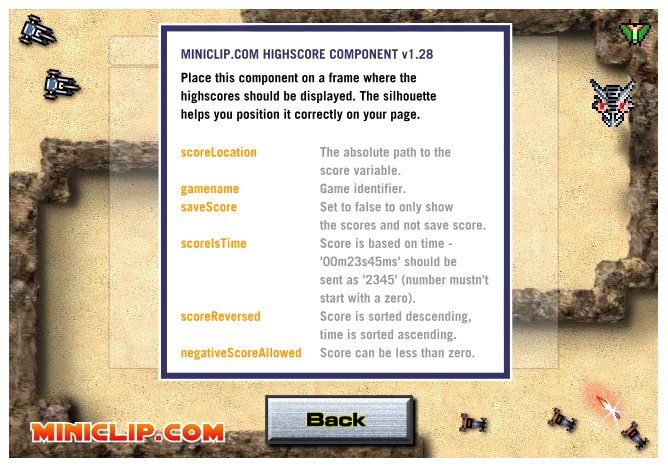 MINICLIP.COM HIGHSCORE COMPONENT v1.28
Place this component on a frame where the
highscores should be displayed. The silhouette
helps you position it correctly on your page.
scoreLocation The absolute path to the
score variable.
gamename Game identifier.
saveScore Set to false to only show
the scores and not save score.
scoreIsTime Score is based on time -
'00m23s45ms' should be
sent as '2345' (number mustn't
start with a zero).
scoreReversed Score is sorted descending,
time is sorted ascending.
negativeScoreAllowed Score can be less than zero.
Back
MINICLIP.COM